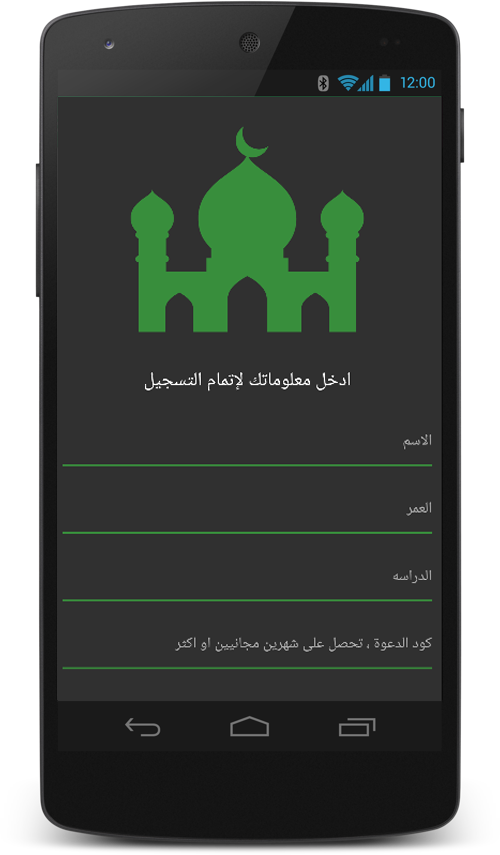 12:00
ادخل معلوماتك لإتمام التسجيل
الاسم
العمر
الدراسه
كود الدعوة ، تحصل على شهرين مجانيين او اكثر